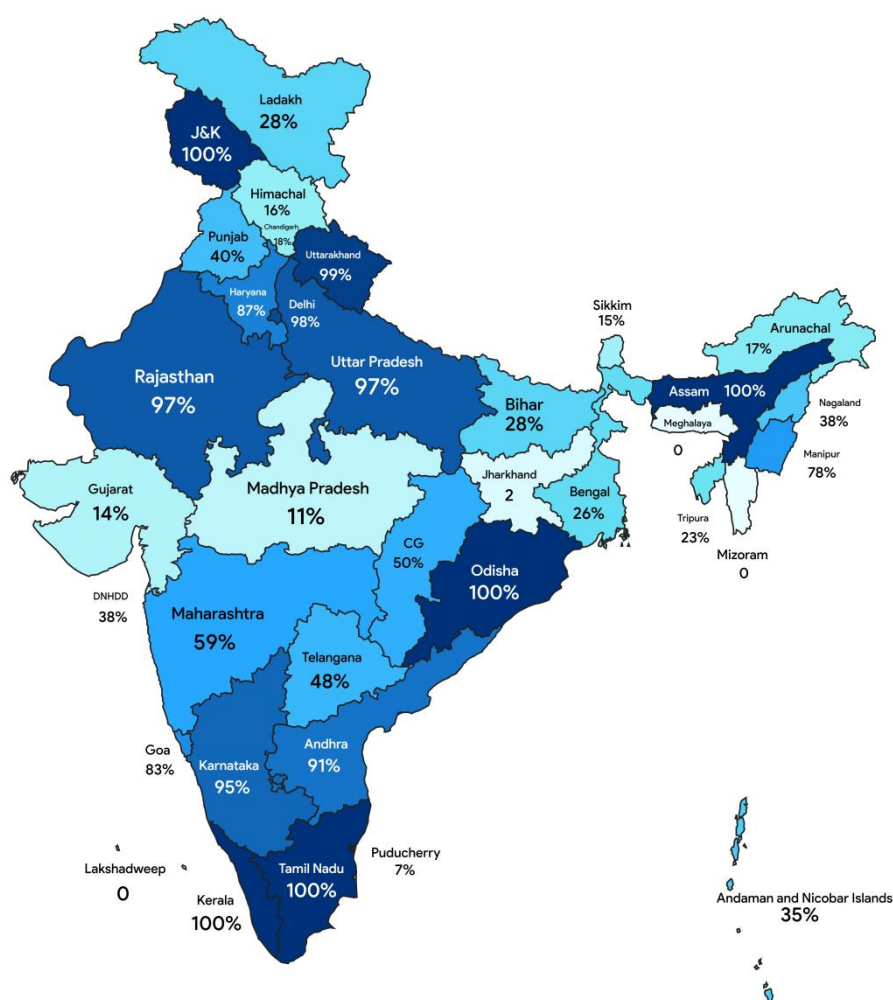 Ladakh
28%
J&K
100%
Himachal
16%
Chandigarh
18%
Punjab
40%
Uttarakhand
99%
Haryana
87%
Delhi
98%
Sikkim
15%
Arunachal
17%
Rajasthan
97%
Uttar Pradesh
97%
Bihar
28%
Assam 100%
Nagaland
38%
Meghalaya
0
Manipur
78%
Jharkhand
2
Gujarat
14%
Madhya Pradesh
11%
Bengal
26%
Tripura
23%
Mizoram
0
CG
50%
Odisha
100%
DNHDD
38%
Maharashtra
59%
Telangana
48%
Goa
83%
Karnataka
95%
Andhra
91%
Lakshadweep
0
Kerala
100%
Tamil Nadu
100%
Puducherry
7%
Andaman and Nicobar Islands
35%